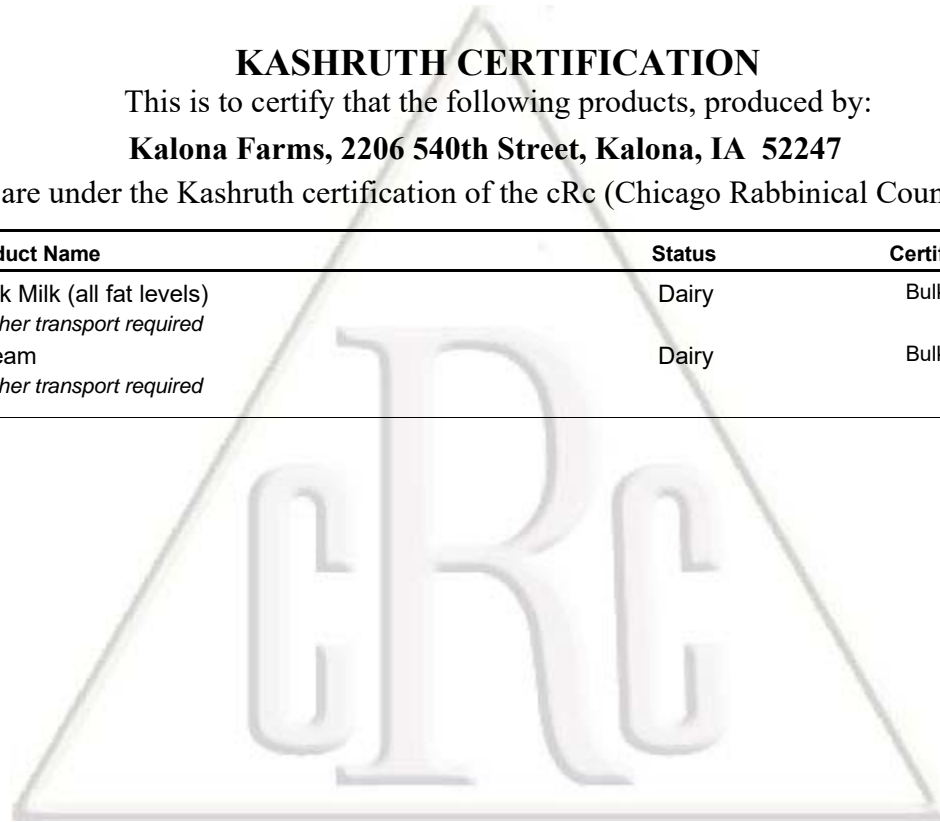 KASHRUTH CERTIFICATION
This is to certify that the following products, produced by:
Kalona Farms, 2206 540th Street, Kalona, IA 52247
are under the Kashruth certification of the cRc (Chicago Rabbinical Coun
duct Name Status Certif
k Milk (all fat levels) Dairy Bulk
her transport required
eam Dairy Bulk
her transport required
cRc